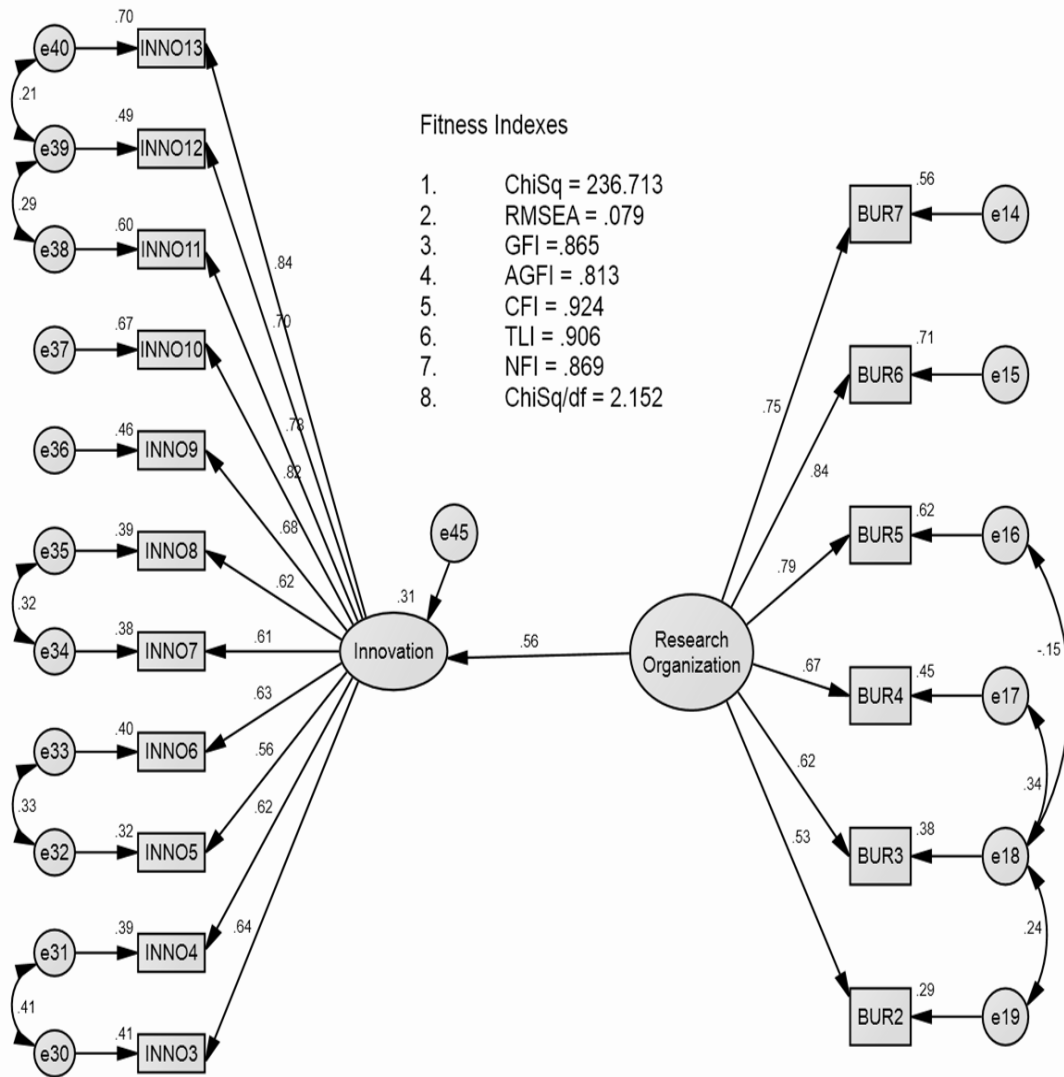 .70
e40
INNO13
.21
.49
e39
INNO12
.29
.60
e38
INNO11
.67
e37
INNO10
.46
e36
INNO9
.39
e35
INNO8
.32
.38
e34
INNO7
.40
e33
INNO6
.33
.32
e32
INNO5
.39
e31
INNO4
.41
.41
e30
INNO3
.84
.70
.78
.82
.68
.62
.61
.63
.56
.62
.64
Fitness Indexes
1. ChiSq = 236.713
2. RMSEA = .079
3. GFI =.865
4. AGFI = .813
5. CFI = .924
6. TLI = .906
7. NFI = .869
8. ChiSq/df = 2.152
e45
.31
Innovation
.56
Research
Organization
.75
.84
.79
.67
.62
.53
.56
BUR7
e14
.71
BUR6
e15
.62
BUR5
e16
-.15
.45
BUR4
e17
.34
.38
BUR3
e18
.24
.29
BUR2
e19